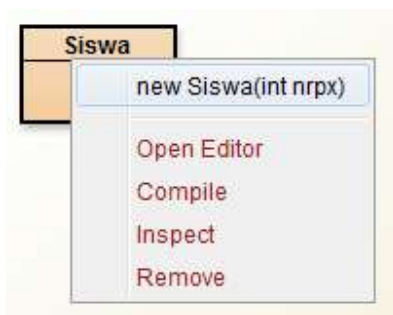 Siswa
new Siswa(int nrpx)
Open Editor
Compile
Inspect
Remove